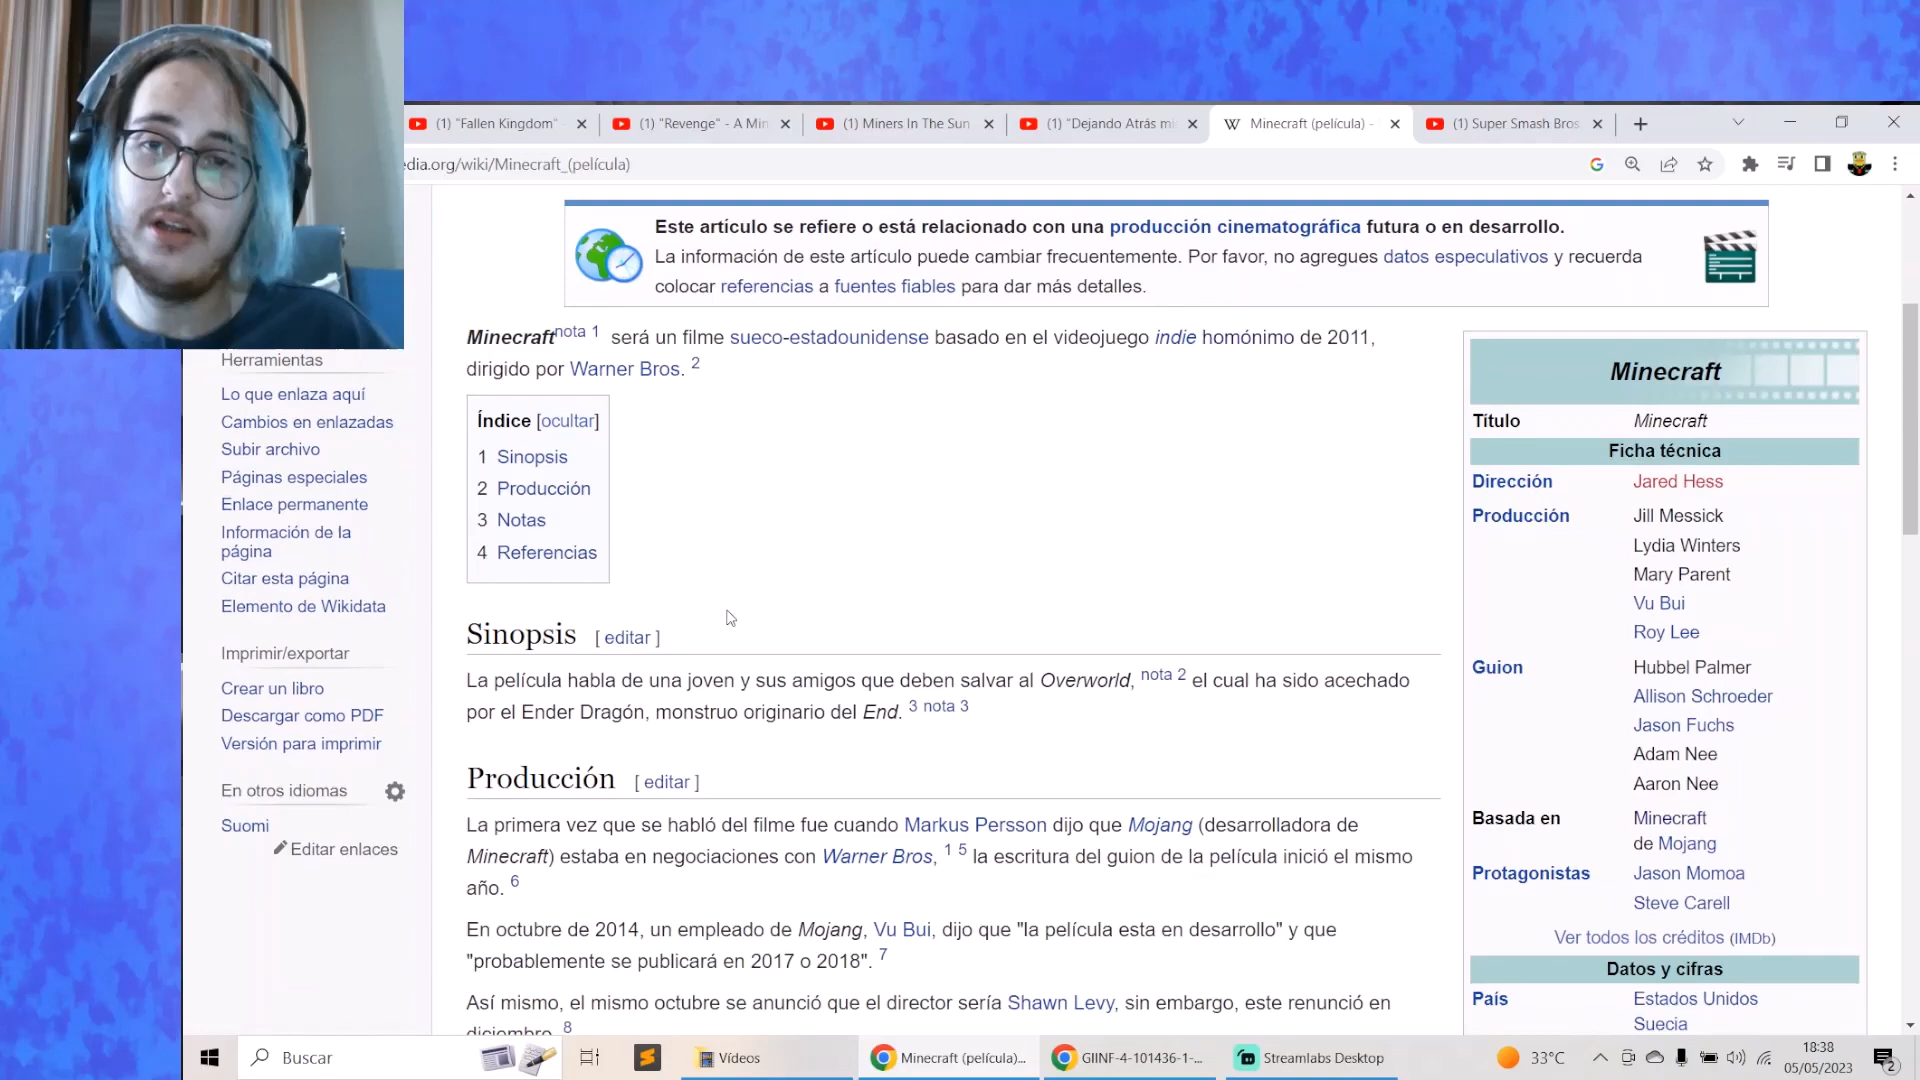 (1) "Fallen Kingdom"
(1) "Revenge" - A Min
(1) Miners In The Sun
(1) "Dejando Atrás mi
Minecraft (película) -
(1) Super Smash Bros
dia.org/wiki/Minecraft_(película)
Este artículo se refiere o está relacionado con una producción cinematográfica futura o en desarrollo.
La información de este artículo puede cambiar frecuentemente. Por favor, no agregues datos especulativos y recuerda
colocar referencias a fuentes fiables para dar más detalles.
Minecraft nota 1 será un filme sueco-estadounidense basado en el videojuego indie homónimo de 2011,
dirigido por Warner Bros. 2
Índice [ocultar]
1 Sinopsis
2 Producción
3 Notas
4 Referencias
Sinopsis [ editar ]
La película habla de una joven y sus amigos que deben salvar al Overworld, nota 2 el cual ha sido acechado
por el Ender Dragón, monstruo originario del End. 3 nota 3
Producción [ editar ]
La primera vez que se habló del filme fue cuando Markus Persson dijo que Mojang (desarrolladora de
Minecraft) estaba en negociaciones con Warner Bros, 1 5 la escritura del guion de la película inició el mismo
año. 6
En octubre de 2014, un empleado de Mojang, Vu Bui, dijo que "la película esta en desarrollo" y que
"probablemente se publicará en 2017 o 2018". 7
Así mismo, el mismo octubre se anunció que el director sería Shawn Levy, sin embargo, este renunció en
diciembre. 8
Herramientas
Lo que enlaza aquí
Cambios en enlazadas
Subir archivo
Páginas especiales
Enlace permanente
Información de la
página
Citar esta página
Elemento de Wikidata
Imprimir/exportar
Crear un libro
Descargar como PDF
Versión para imprimir
En otros idiomas
Suomi
Editar enlaces
Minecraft
Título Minecraft
Ficha técnica
Dirección Jared Hess
Producción Jill Messick
Lydia Winters
Mary Parent
Vu Bui
Roy Lee
Guion Hubbel Palmer
Allison Schroeder
Jason Fuchs
Adam Nee
Aaron Nee
Basada en Minecraft
de Mojang
Protagonistas Jason Momoa
Steve Carell
Ver todos los créditos (IMDb)
Datos y cifras
País Estados Unidos
Suecia
Buscar
Vídeos
Minecraft (película)...
GIINF-4-101436-1-...
Streamlabs Desktop
33°C
18:38
05/05/2023
2